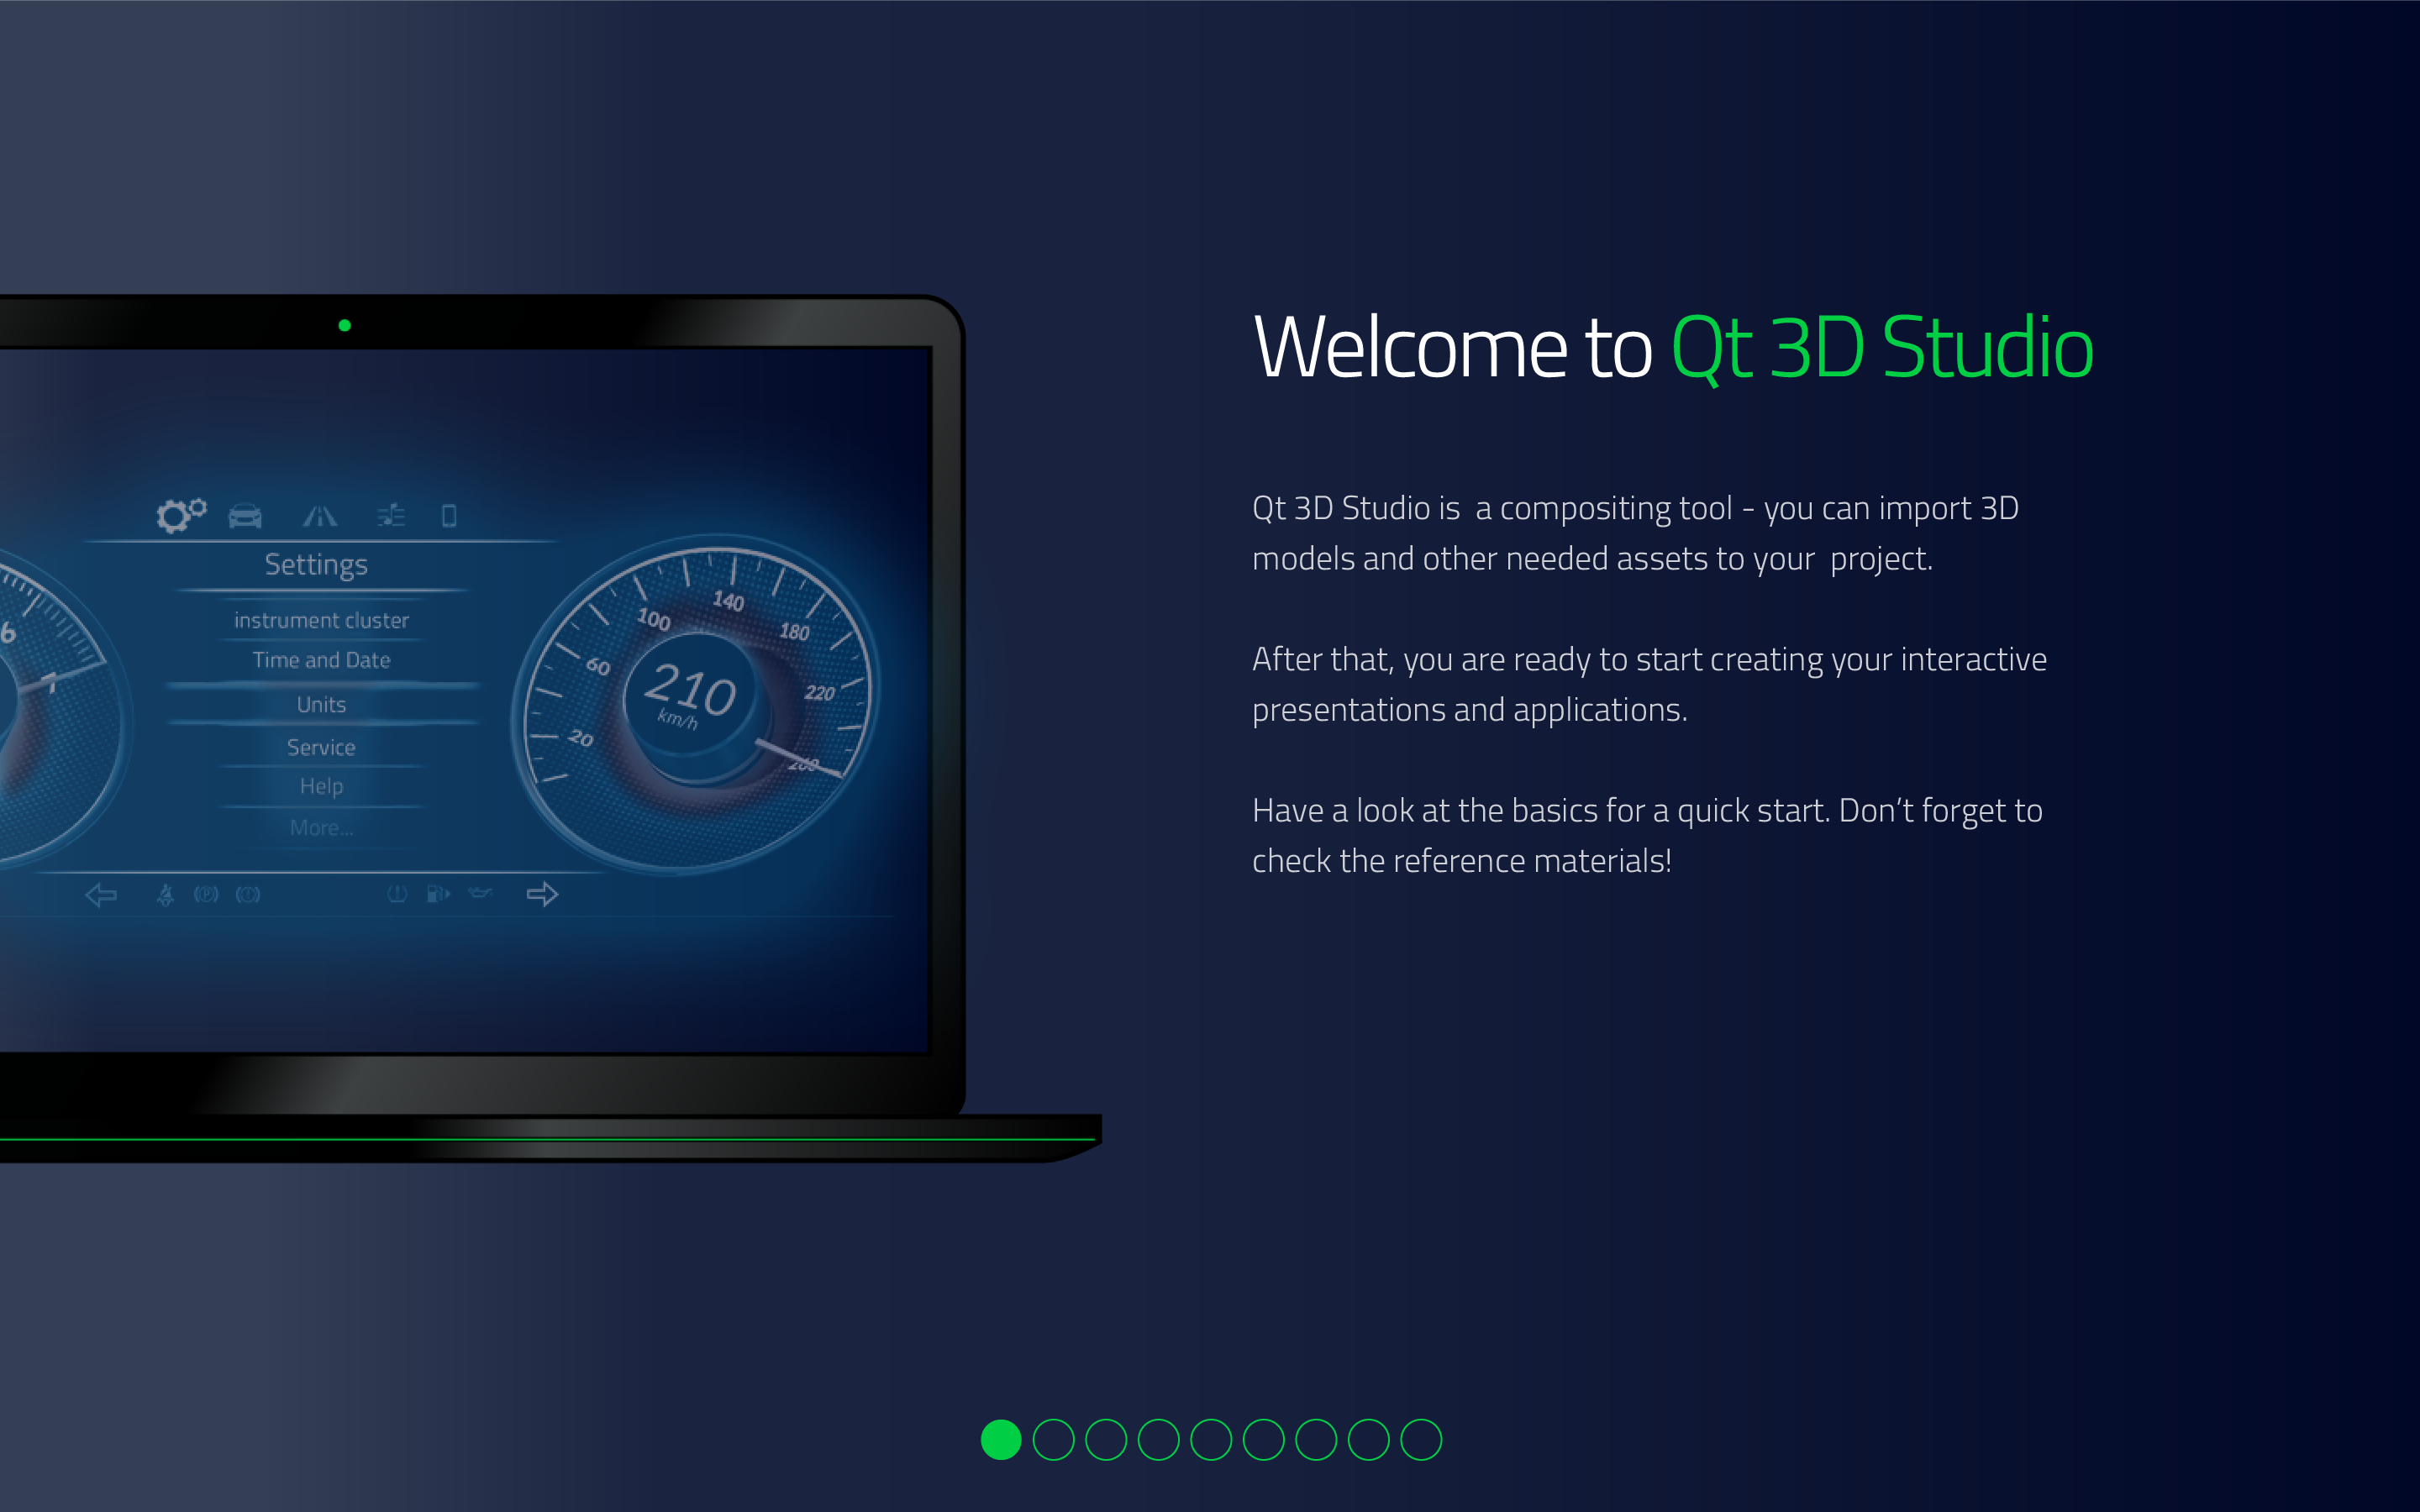 Welcome to Qt 3D Studio
Qt 3D Studio is a compositing tool - you can import 3D
models and other needed assets to your project.
After that, you are ready to start creating your interactive
presentations and applications.
Have a look at the basics for a quick start. Don’t forget to
check the reference materials!
Settings
instrument cluster
Time and Date
Units
Service
Help
More...
6
7
20
60
100
140
180
220
260
210
km/h